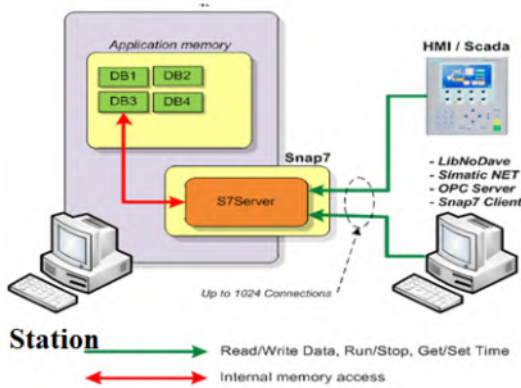 Application memory
DB1 DB2
DB3 DB4
HMI / Scada
Snap7
S7Server
- LibNoDave
- Simatic NET
- OPC Server
- Snap7 Client
Up to 1024 Connections
Station
Read/Write Data, Run/Stop, Get/Set Time
Internal memory access